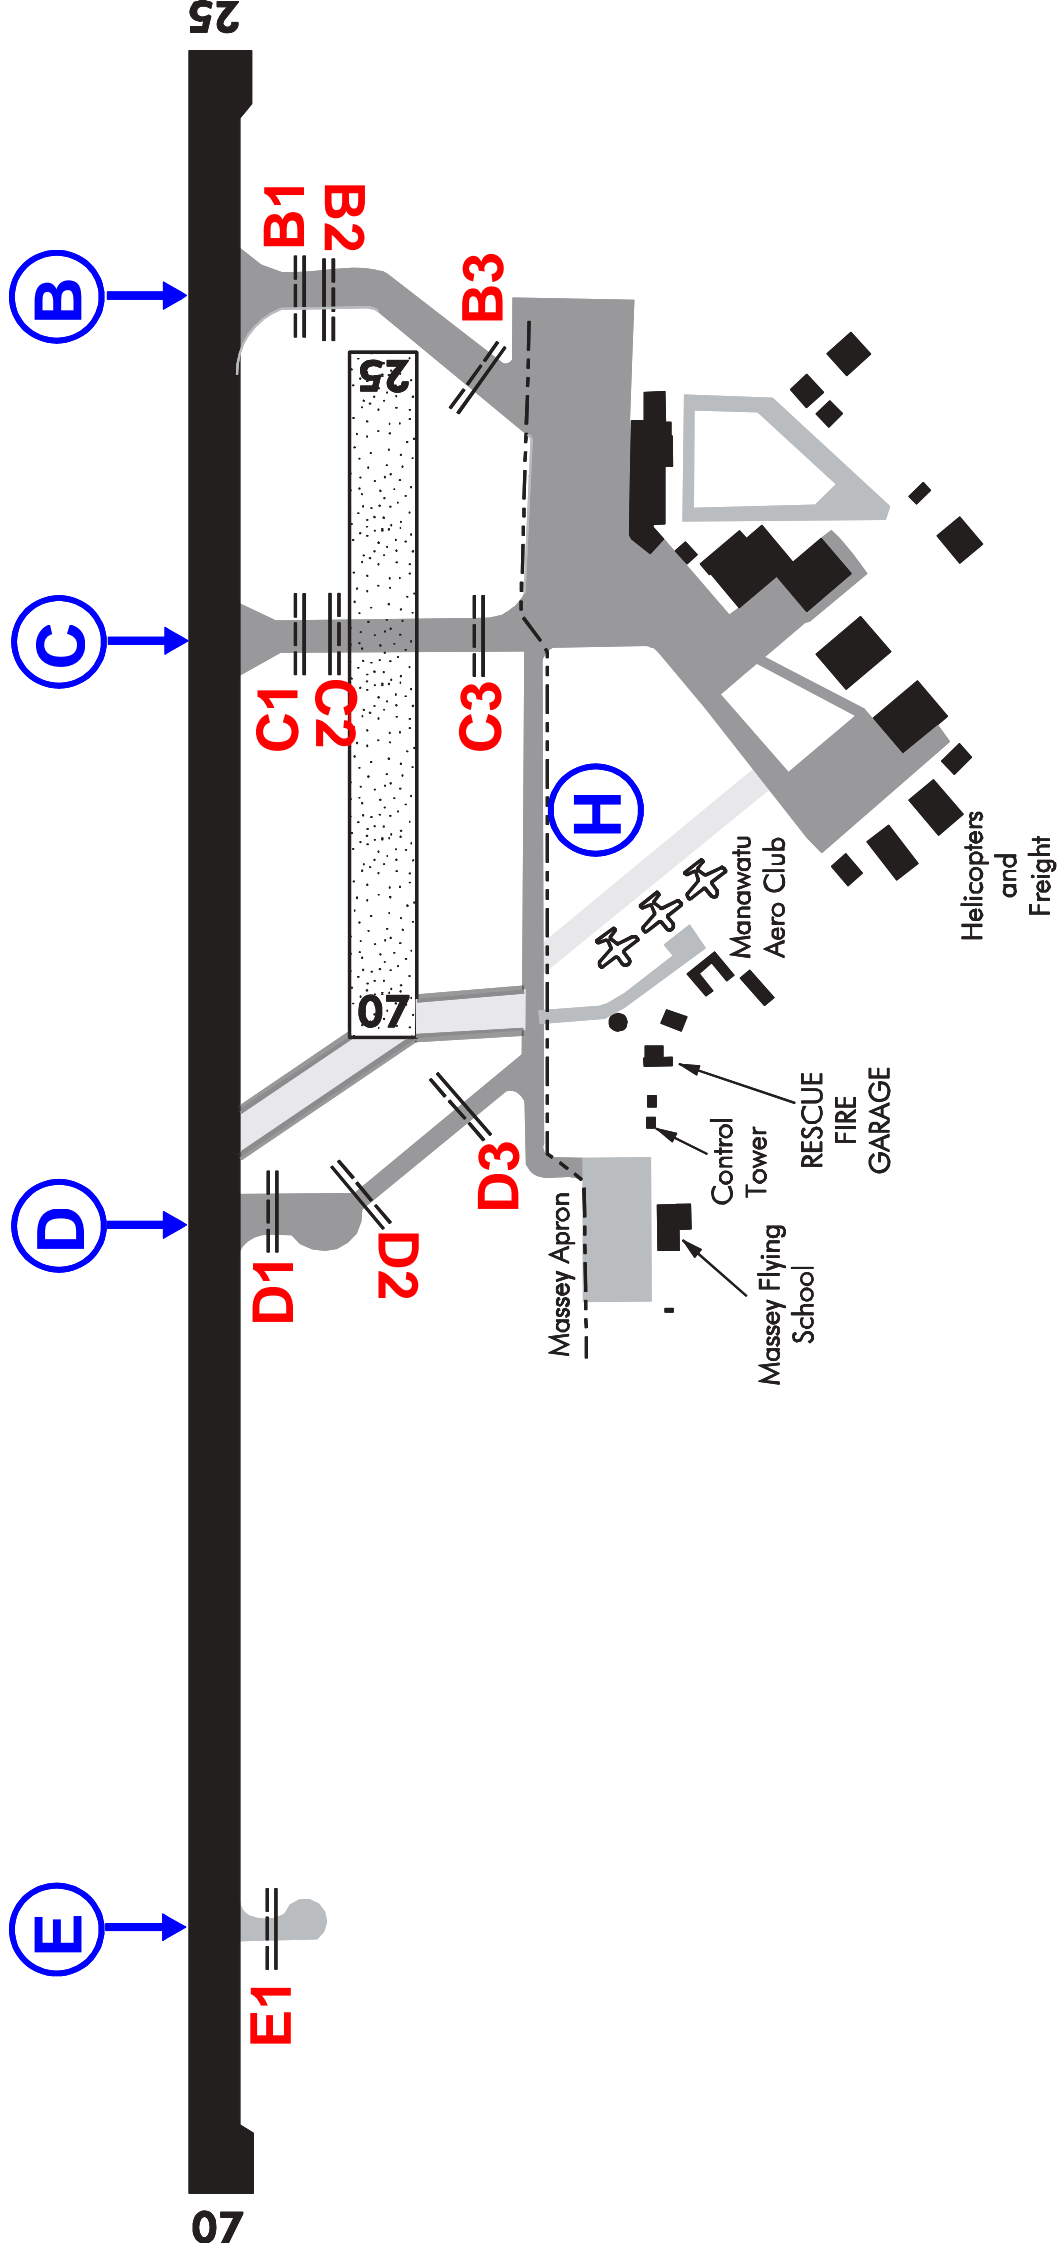 25
B
B1
B2
B3
25
C
C1
C2
C3
H
Manawatu
Aero Club
Helicopters
and
Freight
07
D
D1
D2
D3
RESCUE
FIRE
GARAGE
Control
Tower
Massey Apron
Massey Flying
School
E
E1
07